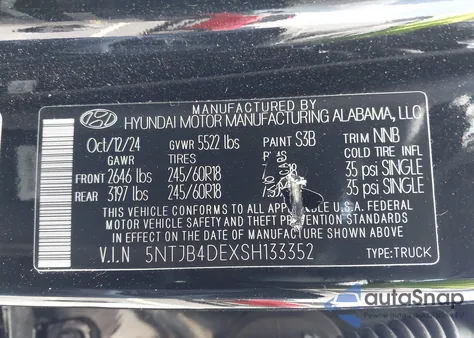 MANUFACTURED BY
HYUNDAI MOTOR MANUFACTURING ALABAMA, LLC
Oct/12/24 GVWR 5522 lbs PAINT S3B TRIM NNB
GAWR TIRES COLD TIRE INFL
FRONT 2646 lbs 245/60R18 35 psi SINGLE
REAR 3197 lbs 245/60R18 35 psi SINGLE
THIS VEHICLE CONFORMS TO ALL APPLICABLE U.S.A. FEDERAL
MOTOR VEHICLE SAFETY AND THEFT PREVENTION STANDARDS
IN EFFECT ON THE DATE OF MANUFACTURE SHOWN ABOVE.
V.I.N 5NTJB4DEXSH133352 TYPE:TRUCK
autoSnap